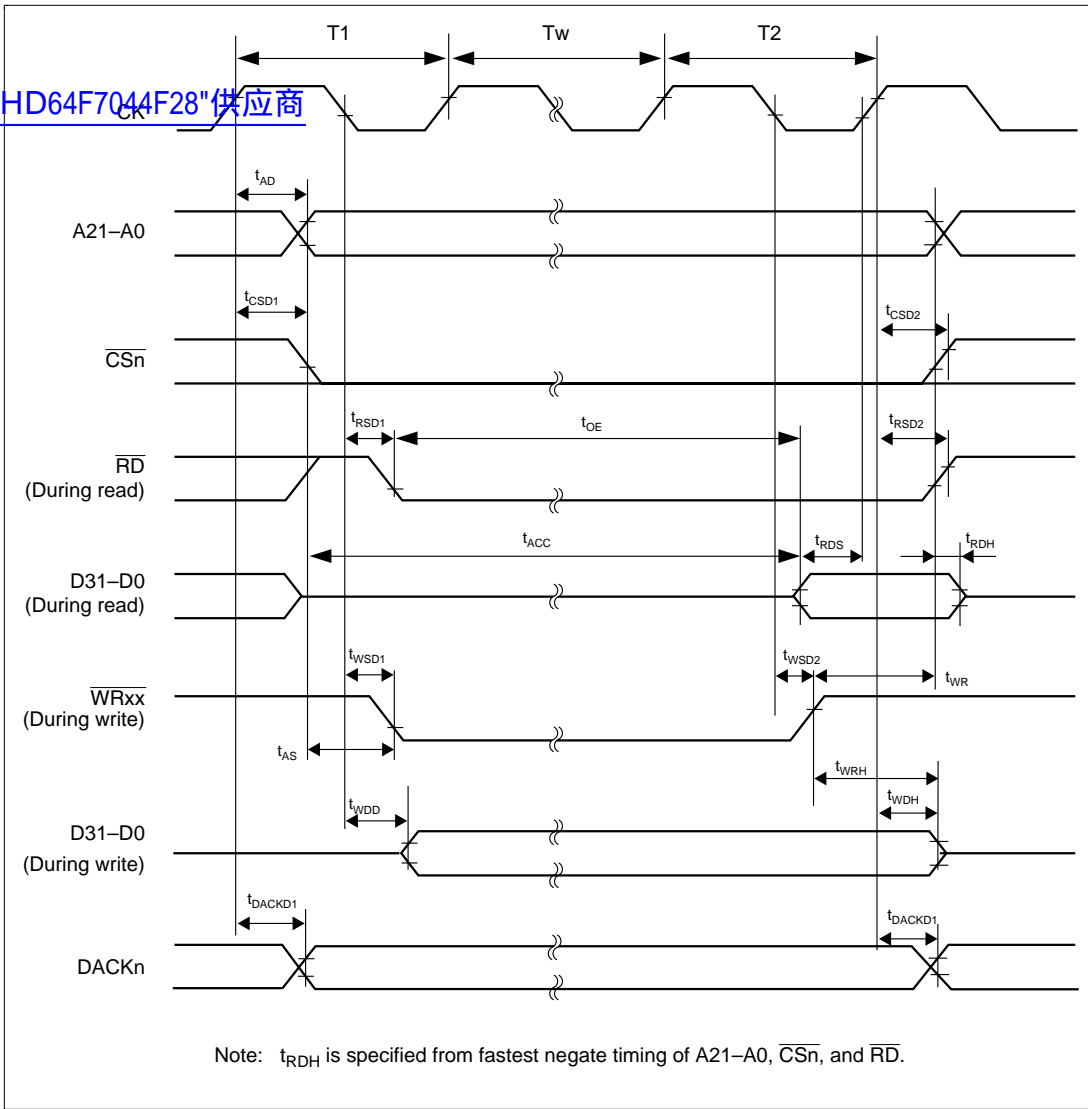 T1 Tw T2
HD64F7044F28"供应商
CK
tAD
A21–A0
tCSD1 tCSD2
CSn
tRSD1 tOE tRSD2
RD
(During read)
tACC tRDS tRDH
D31–D0
(During read)
tWSD1 tWSD2
WRxx tWR
(During write)
tAS
tWRH
tWDD tWDH
D31–D0
(During write)
tDACKD1 tDACKD1
DACKn
Note: tRDH is specified from fastest negate timing of A21–A0, CSn, and RD.